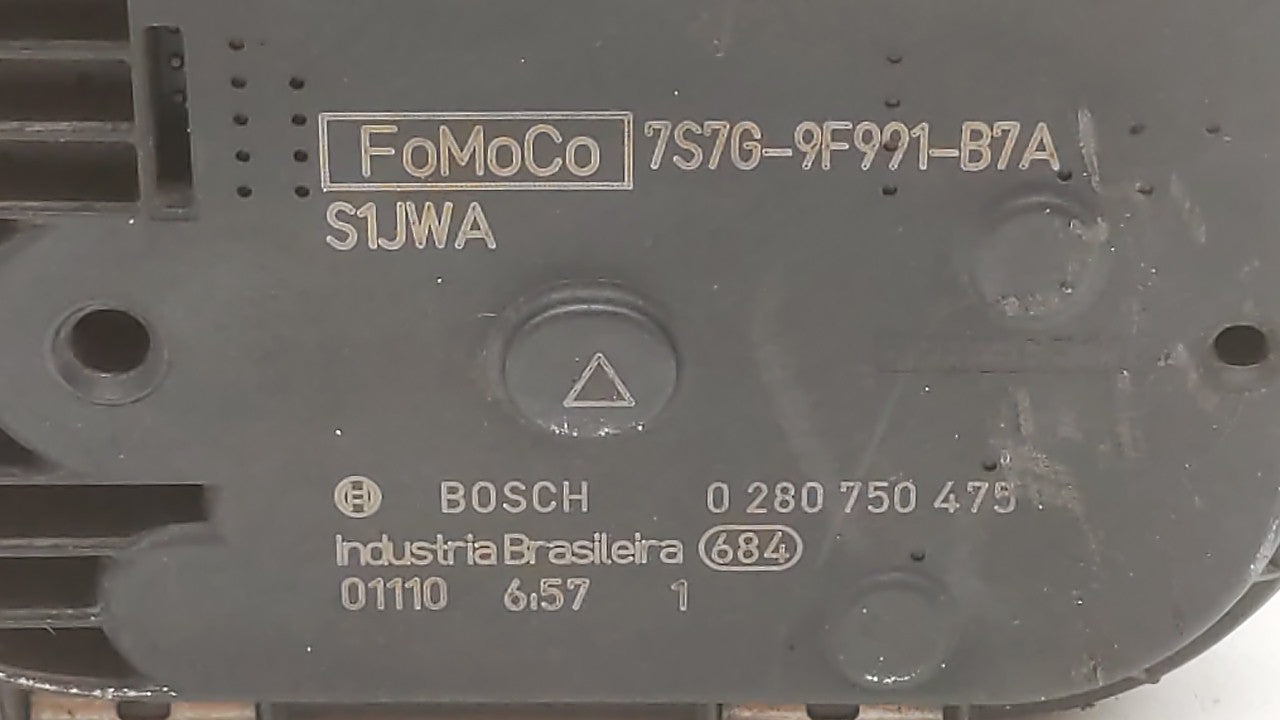 FoMoCo 7S7G-9F991-B7A
S1JWA
BOSCH 0 280 750 475
Industria Brasileira 684
01110 6:57 1